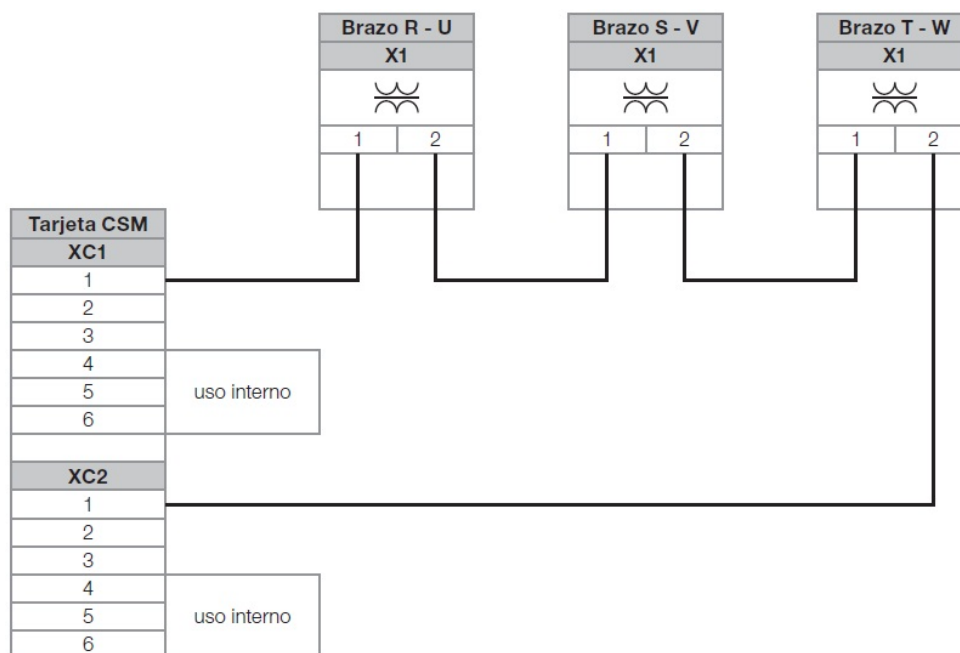 Brazo R - U
X1
1 2
Brazo S - V
X1
1 2
Brazo T - W
X1
1 2
Tarjeta CSM
XC1
1
2
3
4
5
6
uso interno
XC2
1
2
3
4
5
6
uso interno